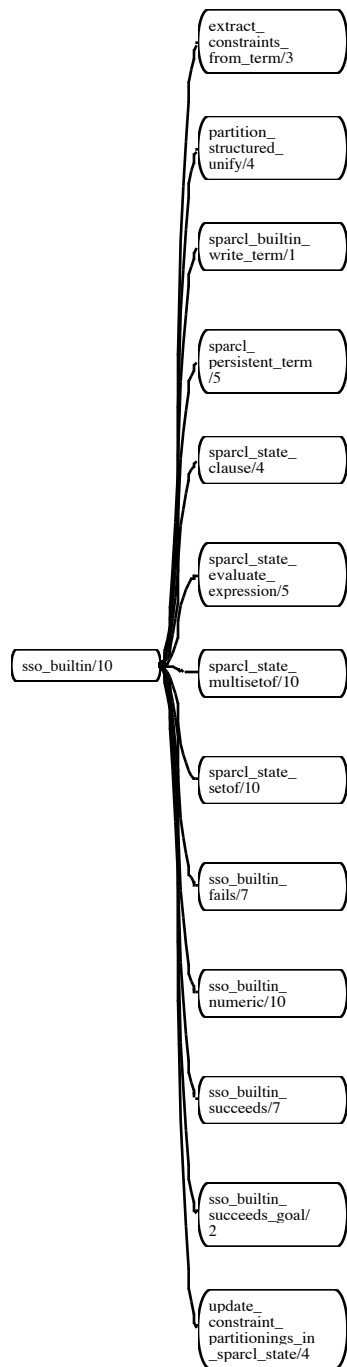 extract_
constraints_
from_term/3
partition_
structured_
unify/4
sparcl_builtin_
write_term/1
sparcl_
persistent_term
/5
sparcl_state_
clause/4
sparcl_state_
evaluate_
expression/5
sso_builtin/10
sparcl_state_
multisetof/10
sparcl_state_
setof/10
sso_builtin_
fails/7
sso_builtin_
numeric/10
sso_builtin_
succeeds/7
sso_builtin_
succeeds_goal/
2
update_
constraint_
partitionings_in
_sparcl_state/4